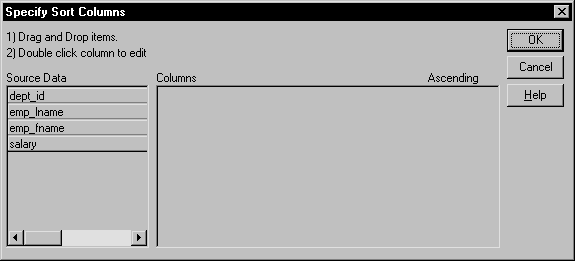 Specify Sort Columns
1) Drag and Drop items.
2) Double click column to edit
OK
Cancel
Help
Source Data
Columns Ascending
dept_id
emp_lname
emp_fname
salary